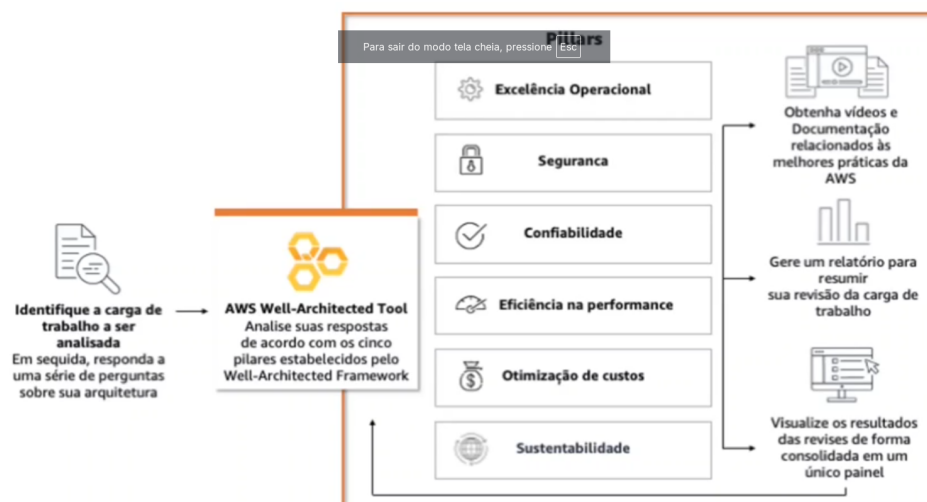 Pillars
Para sair do modo tela cheia, pressione Esc
Excelência Operacional
Seguranca
Confiabilidade
Eficiência na performance
Otimização de custos
Sustentabilidade
Identifique a carga de
trabalho a ser
analisada
Em sequida, responda a
uma série de perguntas
sobre sua arquitetura
AWS Well-Architected Tool
Analise suas respostas
de acordo com os cinco
pilares estabelecidos pelo
Well-Architected Framework
Obtenha vídeos e
Documentação
relacionados às
melhores práticas da
AWS
Gere um relatório para
resumir
sua revisão da carga de
trabalho
Visualize os resultados
das revises de forma
consolidada em um
único painel